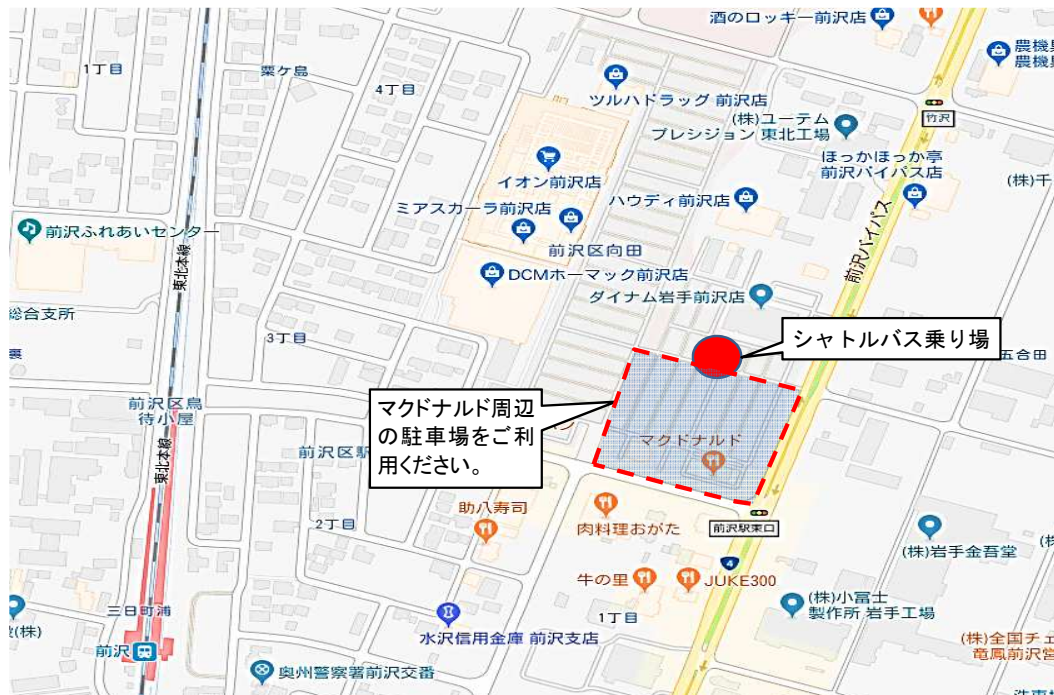 酒のロッキー前沢店
農機具
農機具
1丁目
粟ケ島
4丁目
ツルハドラッグ 前沢店
(株)ユーテム
プレシジョン 東北工場
竹沢
ほっかほっか亭
前沢バイパス店
(株)千
イオン前沢店
ミアスカーラ前沢店
ハウディ前沢店
前沢ふれあいセンター
東北本線
東北本線
前沢区向田
前沢バイパス
DCMホーマック前沢店
ダイナム岩手前沢店
総合支所
3丁目
シャトルバス乗り場
五合田
裏
前沢区鳥
待小屋
マクドナルド周辺
の駐車場をご利
用ください。
マクドナルド
前沢区駅
東北本線
助八寿司
肉料理おがた
前沢駅東口
2丁目
(株)岩手金吾堂
(株
4
牛の里
JUKE300
(株)小冨士
製作所 岩手工場
三日町浦
1丁目
(株)
水沢信用金庫 前沢支店
(株)全国チェ
竜鳳前沢営
前沢
奥州警察署前沢交番